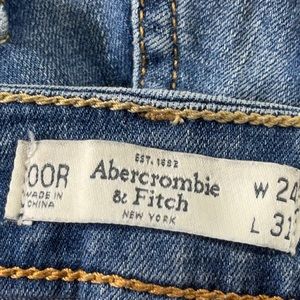 EST. 1892
00R Abercrombie W 24
MADE IN CHINA & Fitch L 31
NEW YORK